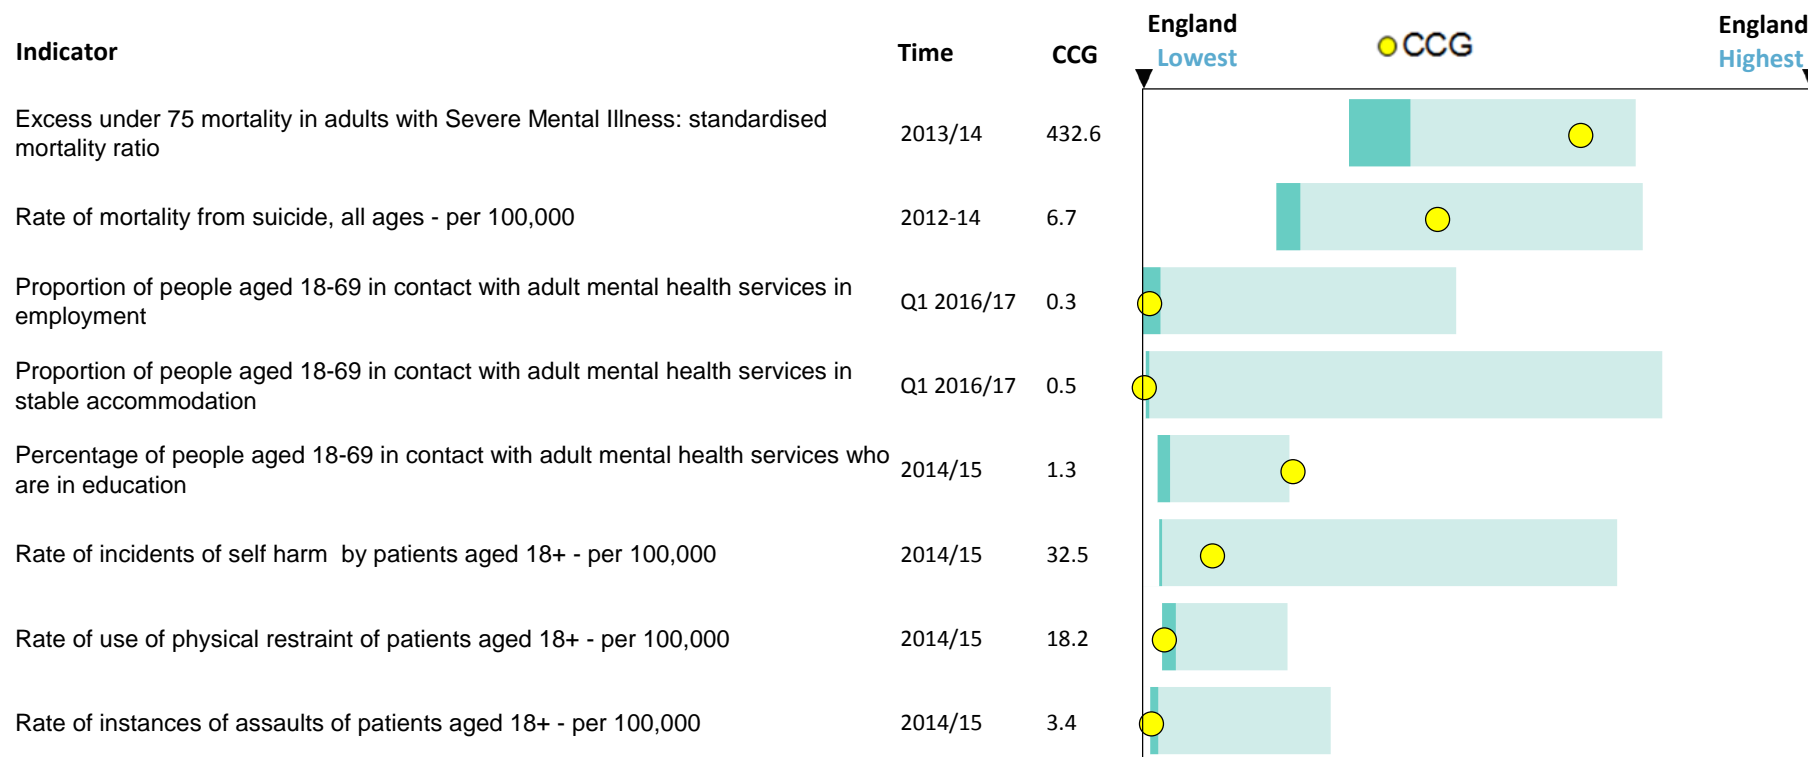 Indicator Time CCG England Lowest CCG England Highest
Excess under 75 mortality in adults with Severe Mental Illness: standardised
mortality ratio
2013/14 432.6
Rate of mortality from suicide, all ages - per 100,000 2012-14 6.7
Proportion of people aged 18-69 in contact with adult mental health services in
employment
Q1 2016/17 0.3
Proportion of people aged 18-69 in contact with adult mental health services in
stable accommodation
Q1 2016/17 0.5
Percentage of people aged 18-69 in contact with adult mental health services who
are in education
2014/15 1.3
Rate of incidents of self harm  by patients aged 18+ - per 100,000 2014/15 32.5
Rate of use of physical restraint of patients aged 18+ - per 100,000 2014/15 18.2
Rate of instances of assaults of patients aged 18+ - per 100,000 2014/15 3.4